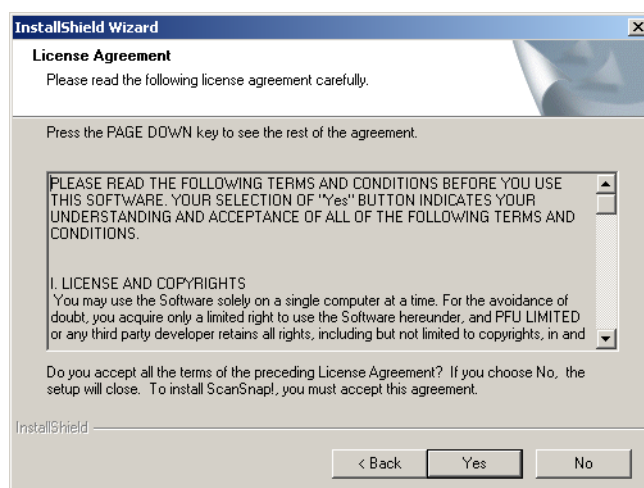 InstallShield Wizard
License Agreement
Please read the following license agreement carefully.
Press the PAGE DOWN key to see the rest of the agreement.
PLEASE READ THE FOLLOWING TERMS AND CONDITIONS BEFORE YOU USE
THIS SOFTWARE. YOUR SELECTION OF "Yes" BUTTON INDICATES YOUR
UNDERSTANDING AND ACCEPTANCE OF ALL OF THE FOLLOWING TERMS AND
CONDITIONS.
I. LICENSE AND COPYRIGHTS
You may use the Software solely on a single computer at a time. For the avoidance of
doubt, you acquire only a limited right to use the Software hereunder, and PFU LIMITED
or any third party developer retains all rights, including but not limited to copyrights, in and
Do you accept all the terms of the preceding License Agreement? If you choose No, the
setup will close. To install ScanSnap!, you must accept this agreement.
InstallShield
< Back Yes No